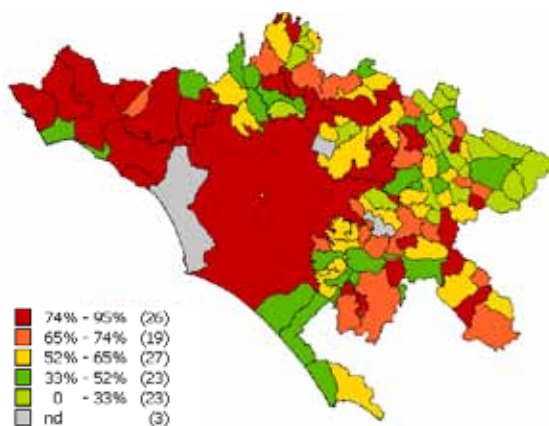 74% - 95% (26)
65% - 74% (19)
52% - 65% (27)
33% - 52% (23)
0 - 33% (23)
nd (3)